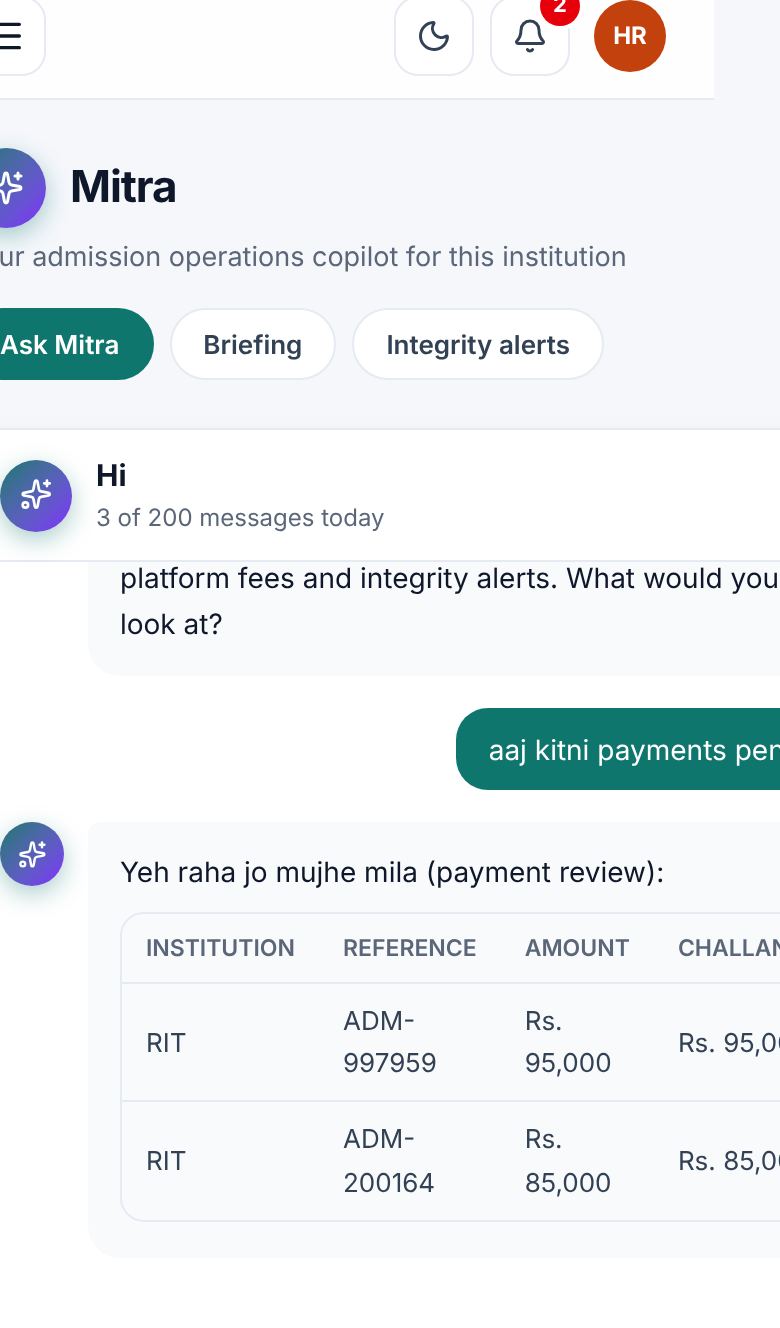 2
HR
Mitra
ur admission operations copilot for this institution
Ask Mitra
Briefing
Integrity alerts
Hi
3 of 200 messages today
platform fees and integrity alerts. What would you
look at?
aaj kitni payments pen
Yeh raha jo mujhe mila (payment review):
INSTITUTION REFERENCE AMOUNT CHALLAN
RIT ADM-997959 Rs. 95,000 Rs. 95,00
RIT ADM-200164 Rs. 85,000 Rs. 85,00